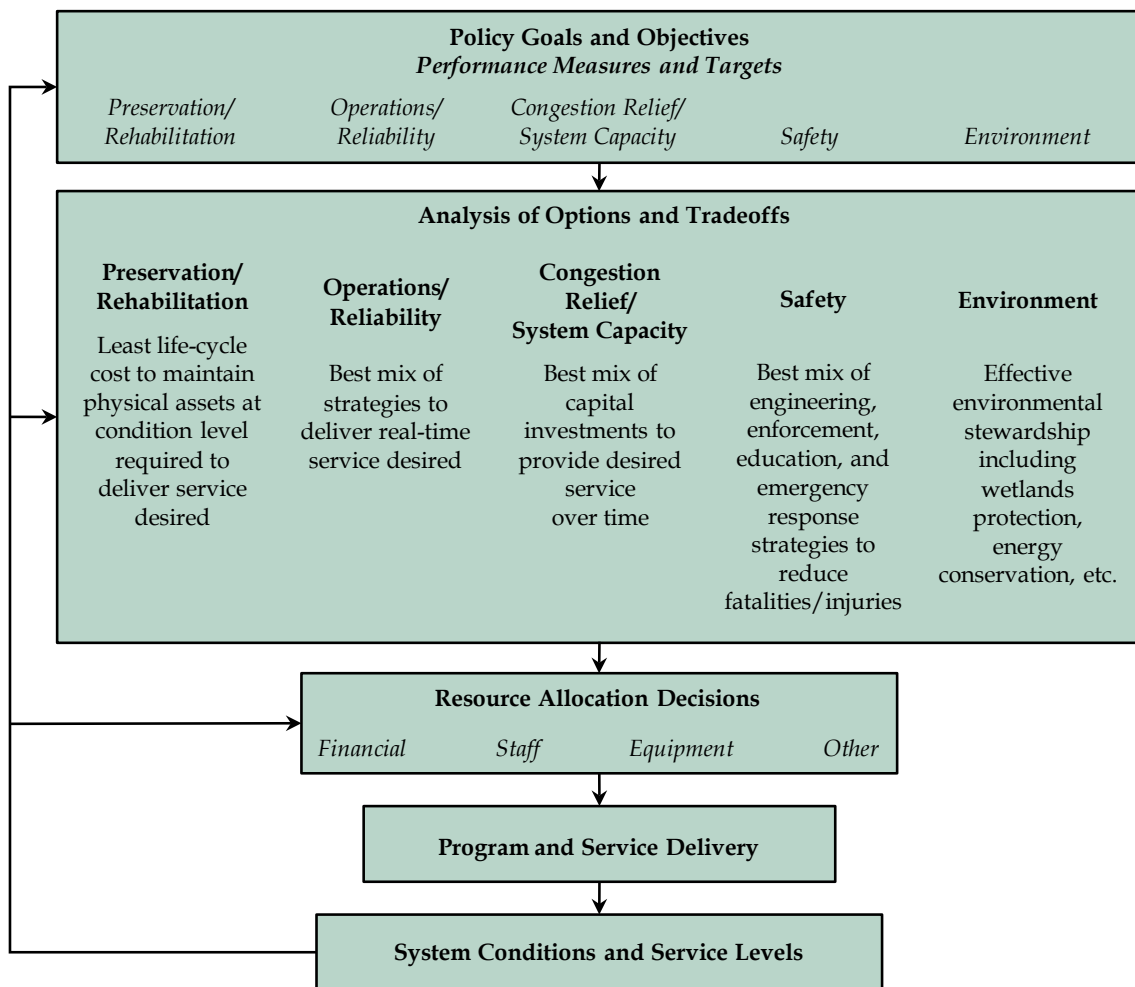 Policy Goals and Objectives
Performance Measures and Targets
Preservation/
Rehabilitation
Operations/
Reliability
Congestion Relief/
System Capacity
Safety
Environment
Analysis of Options and Tradeoffs
Preservation/
Rehabilitation
Least life-cycle
cost to maintain
physical assets at
condition level
required to
deliver service
desired
Operations/
Reliability
Best mix of
strategies to
deliver real-time
service desired
Congestion
Relief/
System Capacity
Best mix of
capital
investments to
provide desired
service
over time
Safety
Best mix of
engineering,
enforcement,
education, and
emergency
response
strategies to
reduce
fatalities/injuries
Environment
Effective
environmental
stewardship
including
wetlands
protection,
energy
conservation, etc.
Resource Allocation Decisions
Financial Staff Equipment Other
Program and Service Delivery
System Conditions and Service Levels